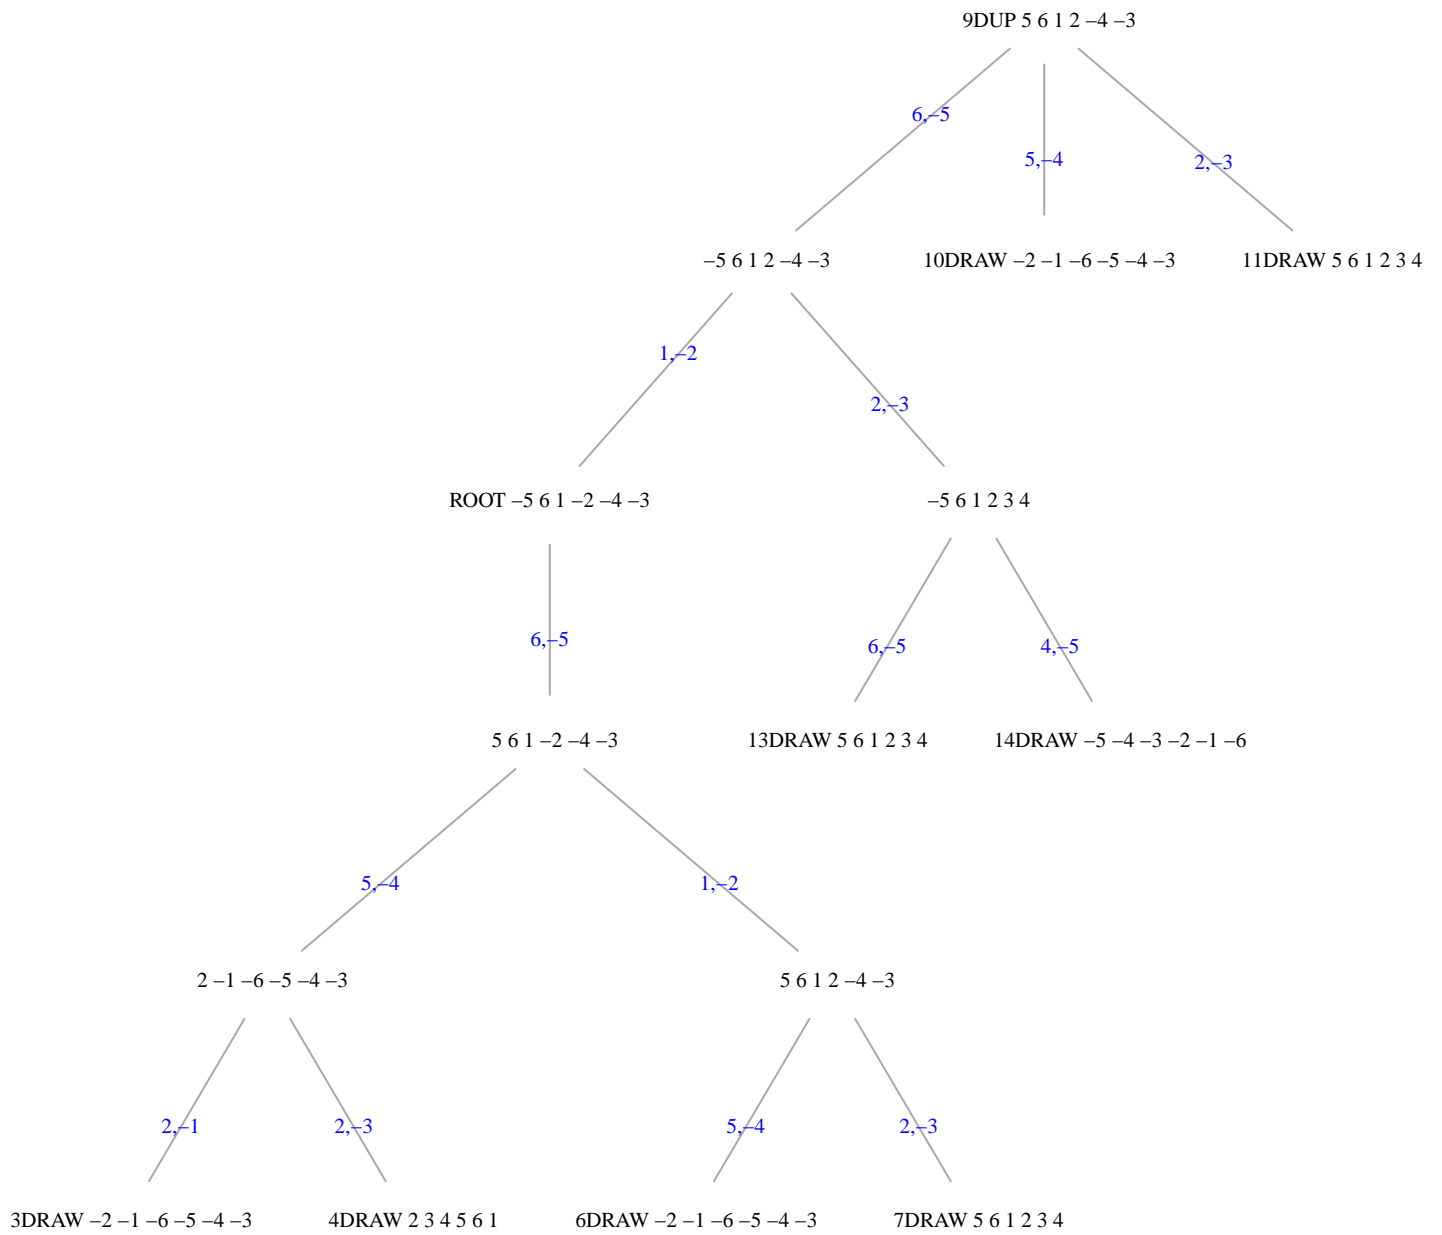 9DUP 5 6 1 2 −4 −3
6,−5
5,−4
2,−3
−5 6 1 2 −4 −3
10DRAW −2 −1 −6 −5 −4 −3
11DRAW 5 6 1 2 3 4
1,−2
2,−3
ROOT −5 6 1 −2 −4 −3
−5 6 1 2 3 4
6,−5
6,−5
4,−5
5 6 1 −2 −4 −3
13DRAW 5 6 1 2 3 4
14DRAW −5 −4 −3 −2 −1 −6
5,−4
1,−2
2 −1 −6 −5 −4 −3
5 6 1 2 −4 −3
2,−1
2,−3
5,−4
2,−3
3DRAW −2 −1 −6 −5 −4 −3
4DRAW 2 3 4 5 6 1
6DRAW −2 −1 −6 −5 −4 −3
7DRAW 5 6 1 2 3 4